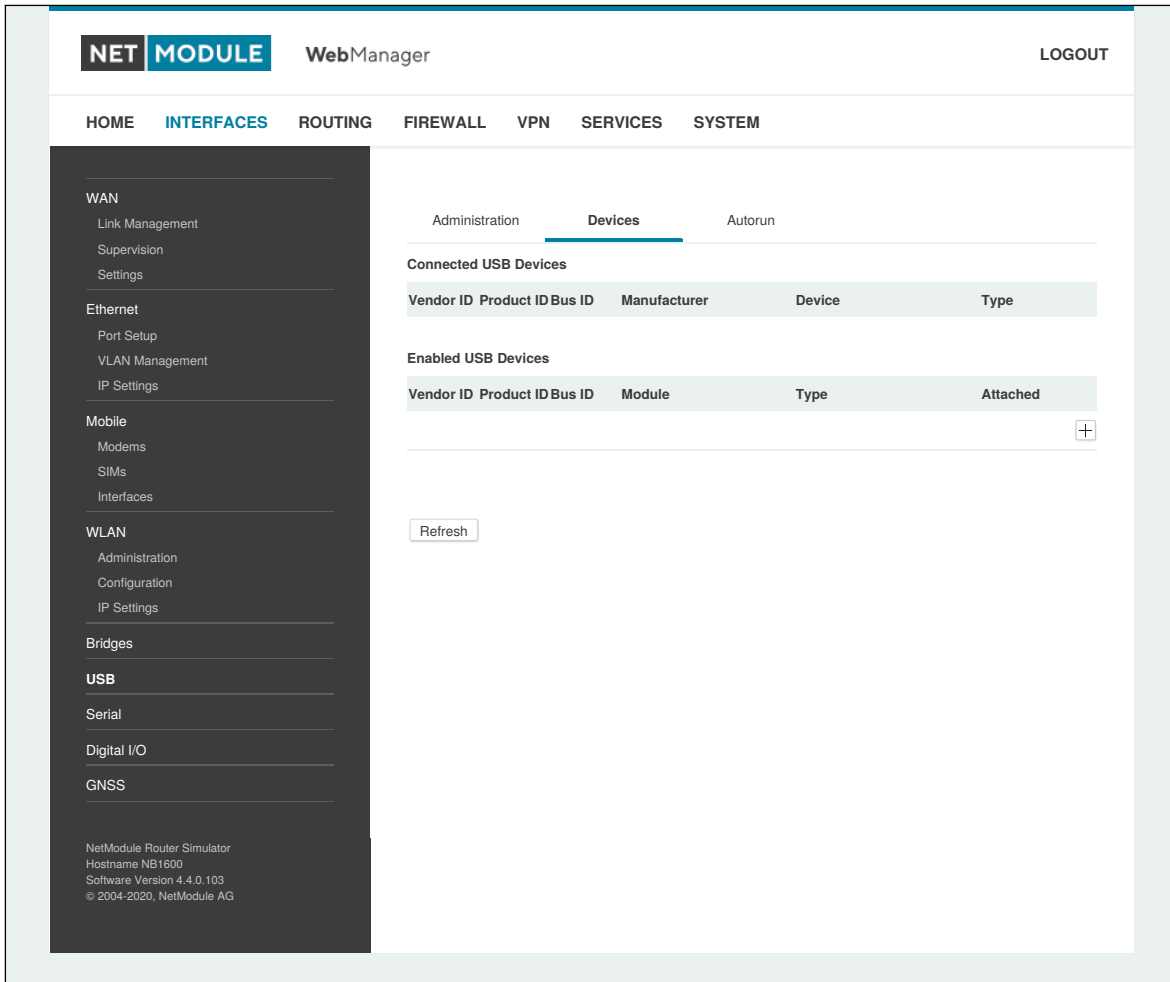 NET MODULE WebManager LOGOUT
HOME INTERFACES ROUTING FIREWALL VPN SERVICES SYSTEM
WAN
Link Management
Supervision
Settings
Ethernet
Port Setup
VLAN Management
IP Settings
Mobile
Modems
SIMs
Interfaces
WLAN
Administration
Configuration
IP Settings
Bridges
USB
Serial
Digital I/O
GNSS
NetModule Router Simulator
Hostname NB1600
Software Version 4.4.0.103
© 2004-2020, NetModule AG
Administration Devices Autorun
Connected USB Devices
Vendor ID Product ID Bus ID Manufacturer Device Type
Enabled USB Devices
Vendor ID Product ID Bus ID Module Type Attached
Refresh